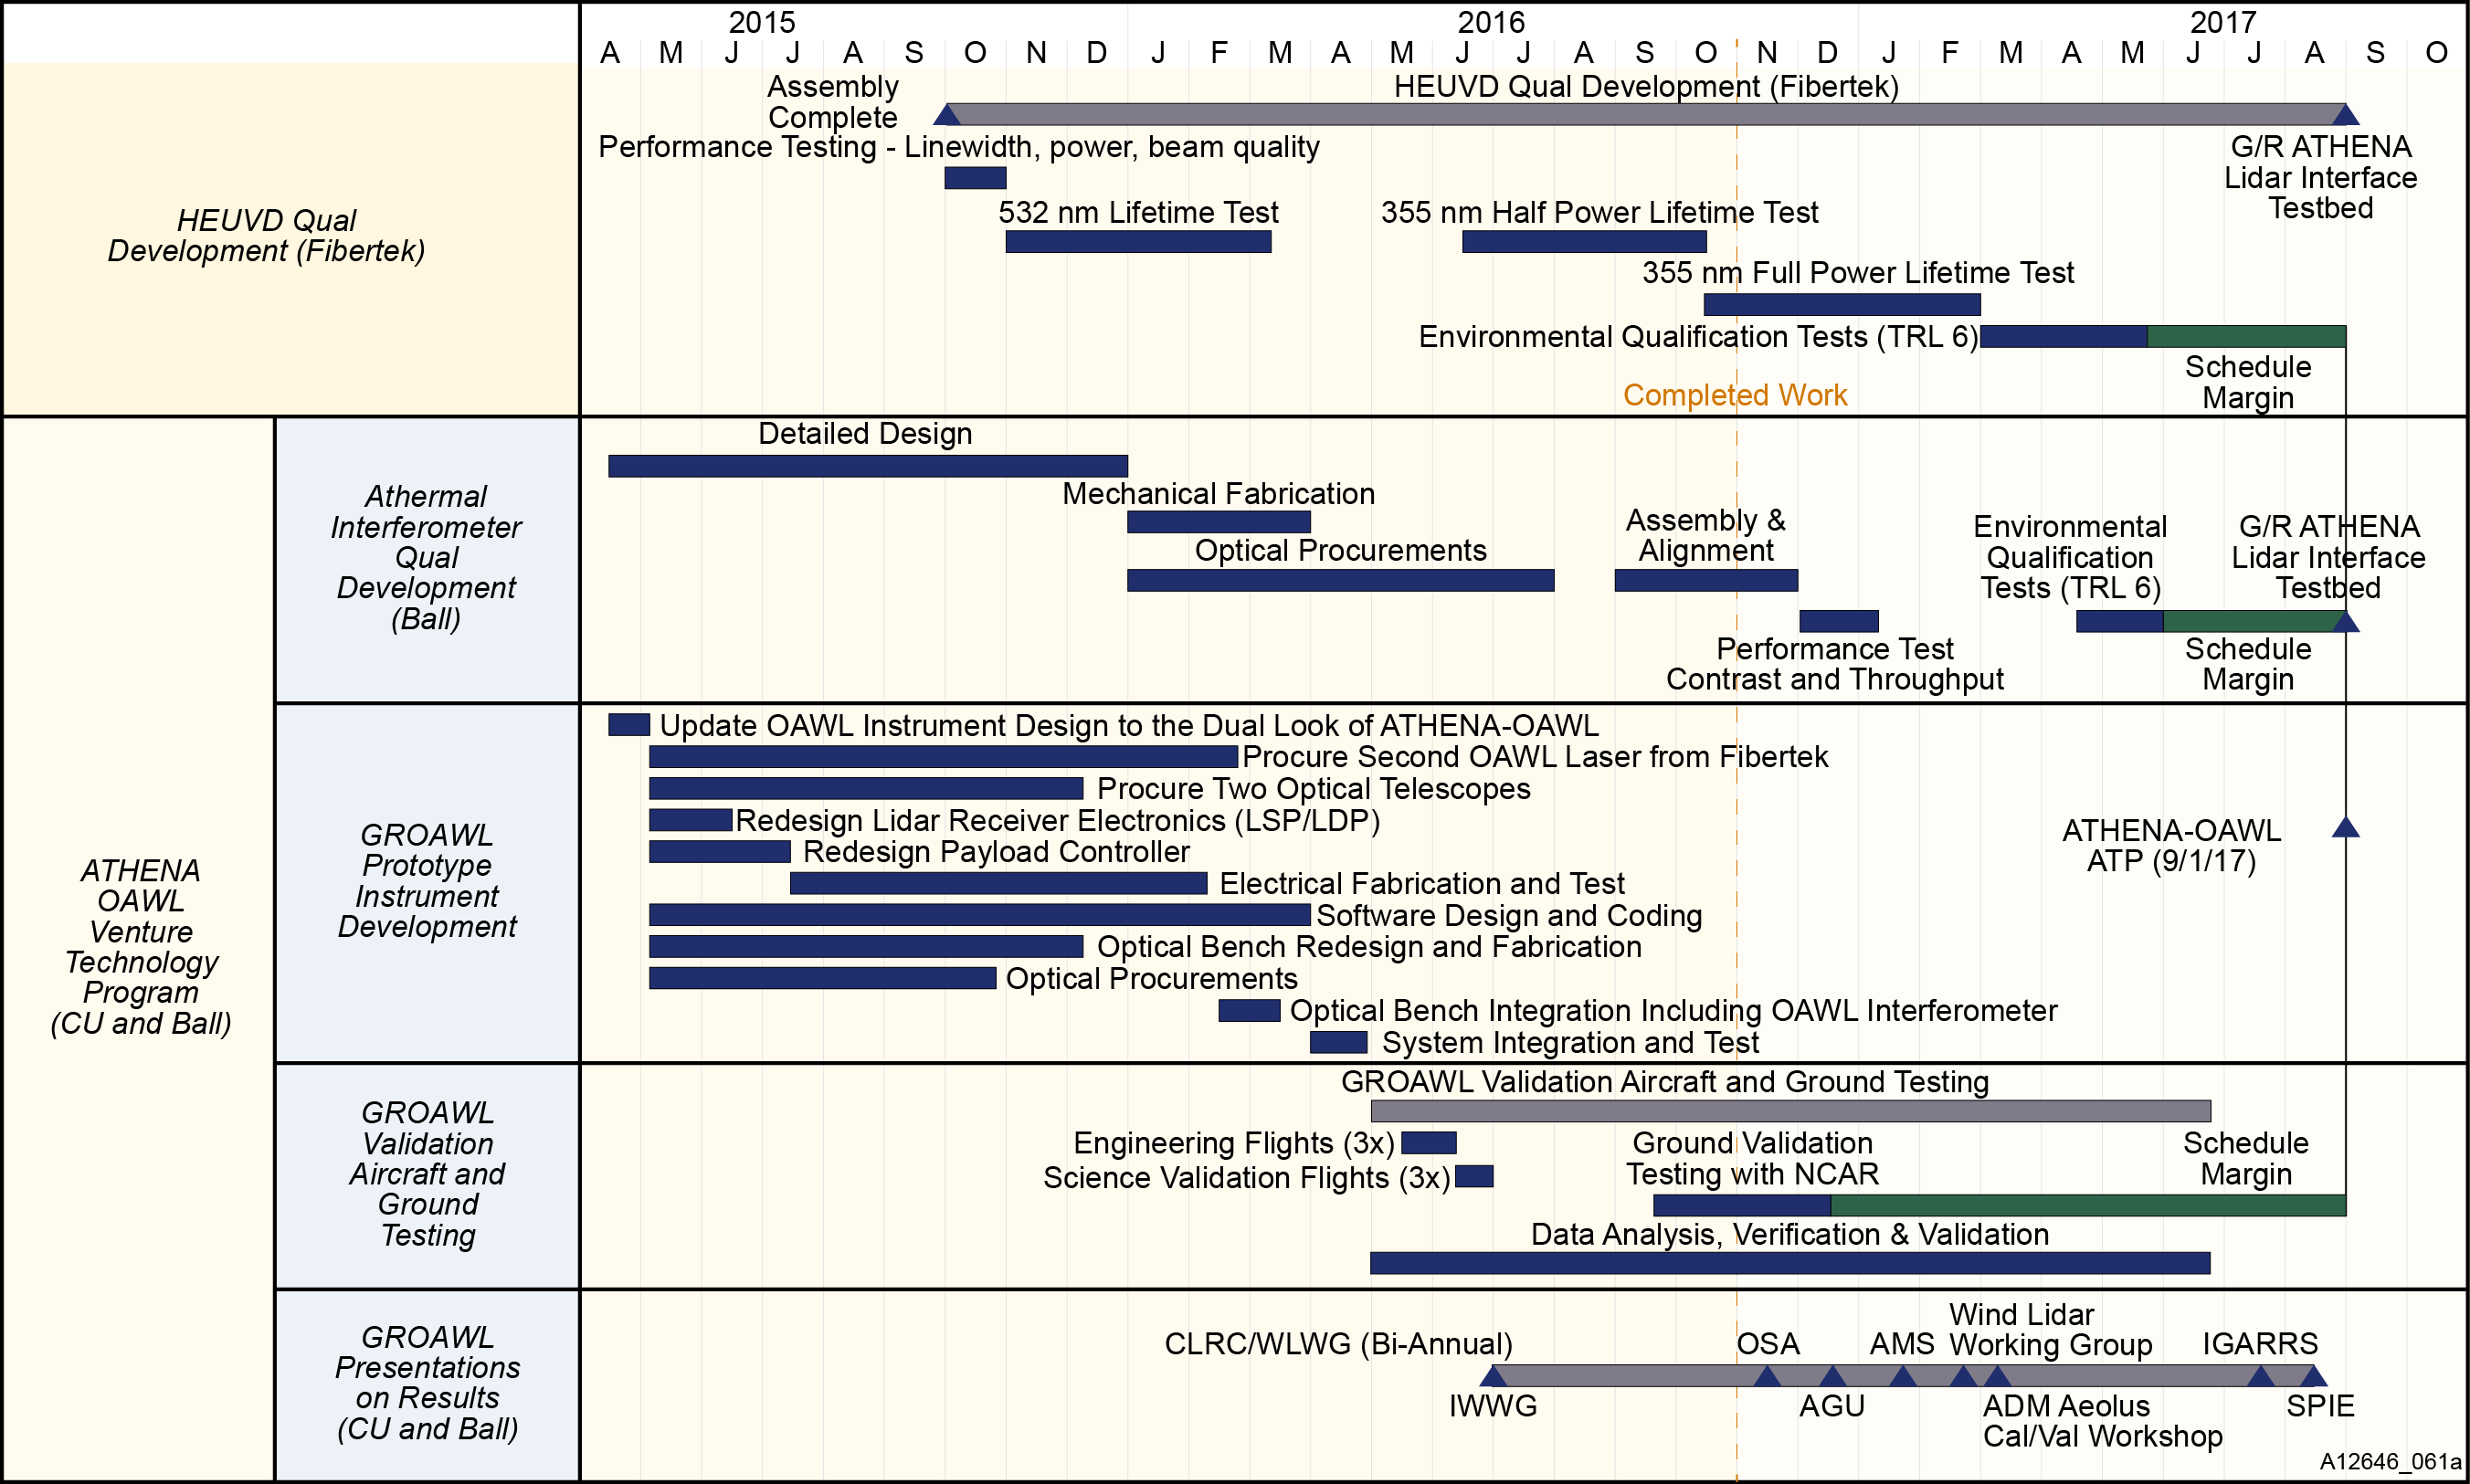 2015 2016 2017
A M J J A S O N D J F M A M J J A S O N D J F M A M J J A S O
HEUVD Qual
Development (Fibertek)
Assembly
Complete
HEUVD Qual Development (Fibertek)
G/R ATHENA
Lidar Interface
Testbed
Performance Testing - Linewidth, power, beam quality
532 nm Lifetime Test
355 nm Half Power Lifetime Test
355 nm Full Power Lifetime Test
Environmental Qualification Tests (TRL 6)
Schedule
Margin
Completed Work
ATHENA
OAWL
Venture
Technology
Program
(CU and Ball)
Athermal
Interferometer
Qual
Development
(Ball)
Detailed Design
Mechanical Fabrication
Optical Procurements
Assembly &
Alignment
Environmental
Qualification
Tests (TRL 6)
G/R ATHENA
Lidar Interface
Testbed
Performance Test
Contrast and Throughput
Schedule
Margin
GROAWL
Prototype
Instrument
Development
Update OAWL Instrument Design to the Dual Look of ATHENA-OAWL
Procure Second OAWL Laser from Fibertek
Procure Two Optical Telescopes
Redesign Lidar Receiver Electronics (LSP/LDP)
Redesign Payload Controller
Electrical Fabrication and Test
Software Design and Coding
Optical Bench Redesign and Fabrication
Optical Procurements
Optical Bench Integration Including OAWL Interferometer
System Integration and Test
ATHENA-OAWL
ATP (9/1/17)
GROAWL
Validation
Aircraft and
Ground
Testing
GROAWL Validation Aircraft and Ground Testing
Engineering Flights (3x)
Science Validation Flights (3x)
Ground Validation
Testing with NCAR
Schedule
Margin
Data Analysis, Verification & Validation
GROAWL
Presentations
on Results
(CU and Ball)
CLRC/WLWG (Bi-Annual)
IWWG
OSA
AGU
AMS
Wind Lidar
Working Group
ADM Aeolus
Cal/Val Workshop
IGARRS
SPIE
A12646_061a